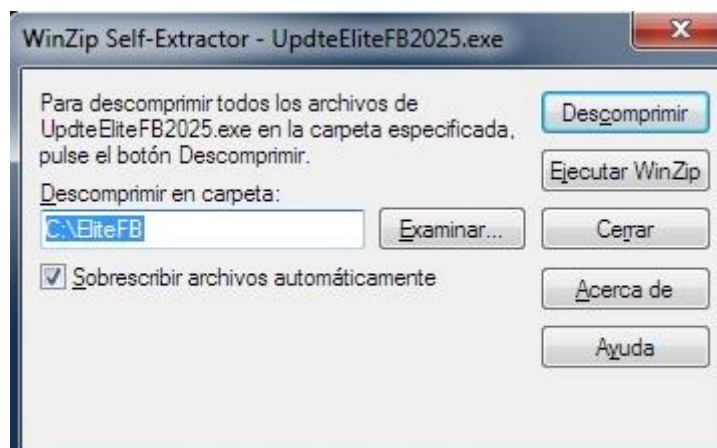 WinZip Self-Extractor - UpdteEliteFB2025.exe
Para descomprimir todos los archivos de
UpdteEliteFB2025.exe en la carpeta especificada,
pulse el botón Descomprimir.
Descomprimir en carpeta:
C:\EliteFB
Examinar...
Sobrescribir archivos automáticamente
Descomprimir
Ejecutar WinZip
Cerrar
Acerca de
Ayuda